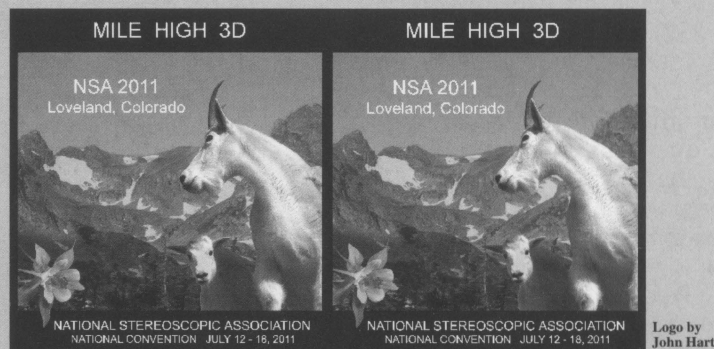 MILE HIGH 3D
NSA 2011
Loveland, Colorado
NATIONAL STEREOSCOPIC ASSOCIATION
NATIONAL CONVENTION JULY 12 - 18, 2011
MILE HIGH 3D
NSA 2011
Loveland, Colorado
NATIONAL STEREOSCOPIC ASSOCIATION
NATIONAL CONVENTION JULY 12 - 18, 2011
Logo by
John Hart